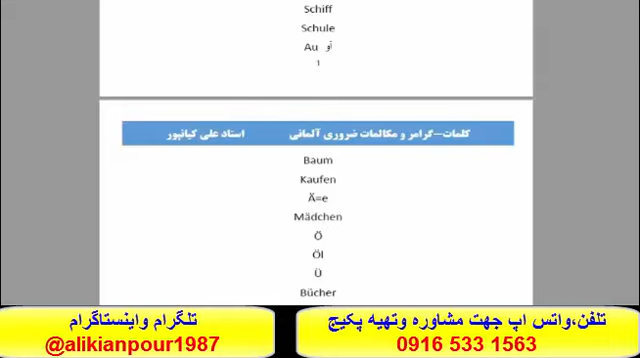 Schiff
Schule
Au آو
۱
کلمات–گرامر و مکالمات ضروری آلمانی استاد علی کیانپور
Baum
Kaufen
Ä=e
Mädchen
Ö
Öl
Ü
Bücher
تلفن،واتس اپ جهت مشاوره وتهیه پکیج
0916 533 1563
تلگرام واینستاگرام
@alikianpour1987